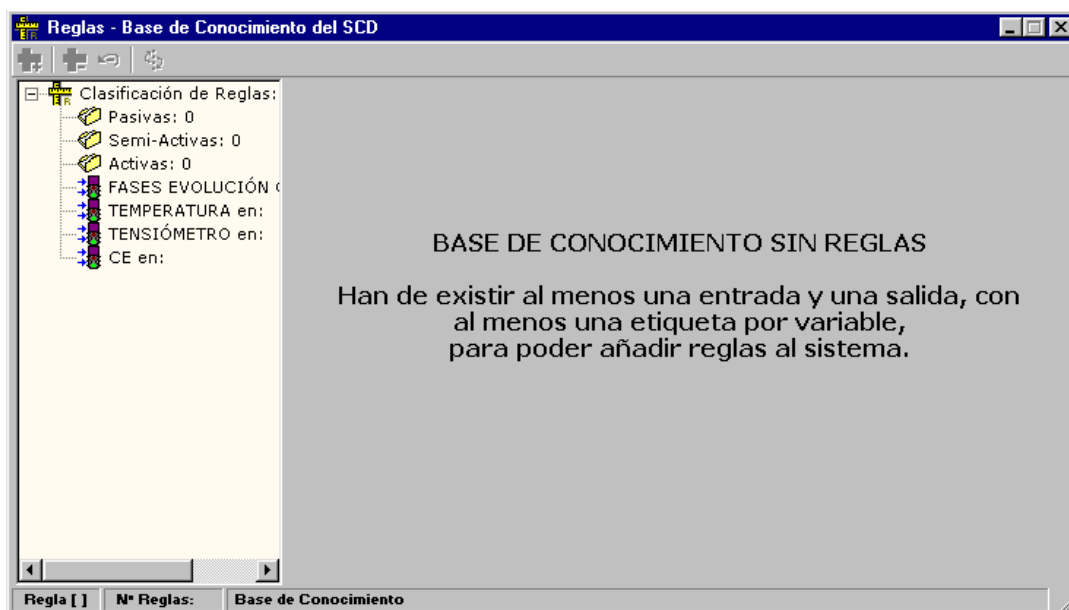 Reglas - Base de Conocimiento del SCD
Clasificación de Reglas:
Pasivas: 0
Semi-Activas: 0
Activas: 0
FASES EVOLUCIÓN
TEMPERATURA en:
TENSIÓMETRO en:
CE en:
BASE DE CONOCIMIENTO SIN REGLAS
Han de existir al menos una entrada y una salida, con
al menos una etiqueta por variable,
para poder añadir reglas al sistema.
Regla [ ]
Nº Reglas:
Base de Conocimiento